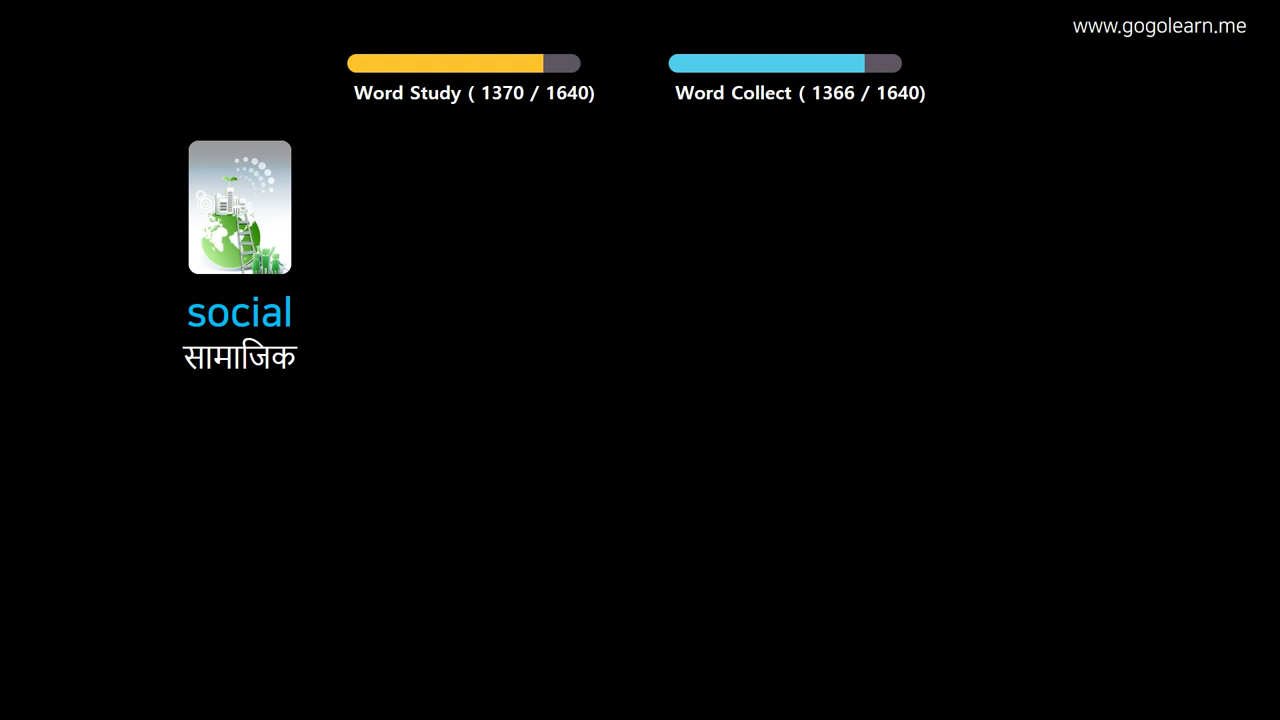 www.gogolearn.me
Word Study ( 1370 / 1640)
Word Collect ( 1366 / 1640)
social
सामाजिक